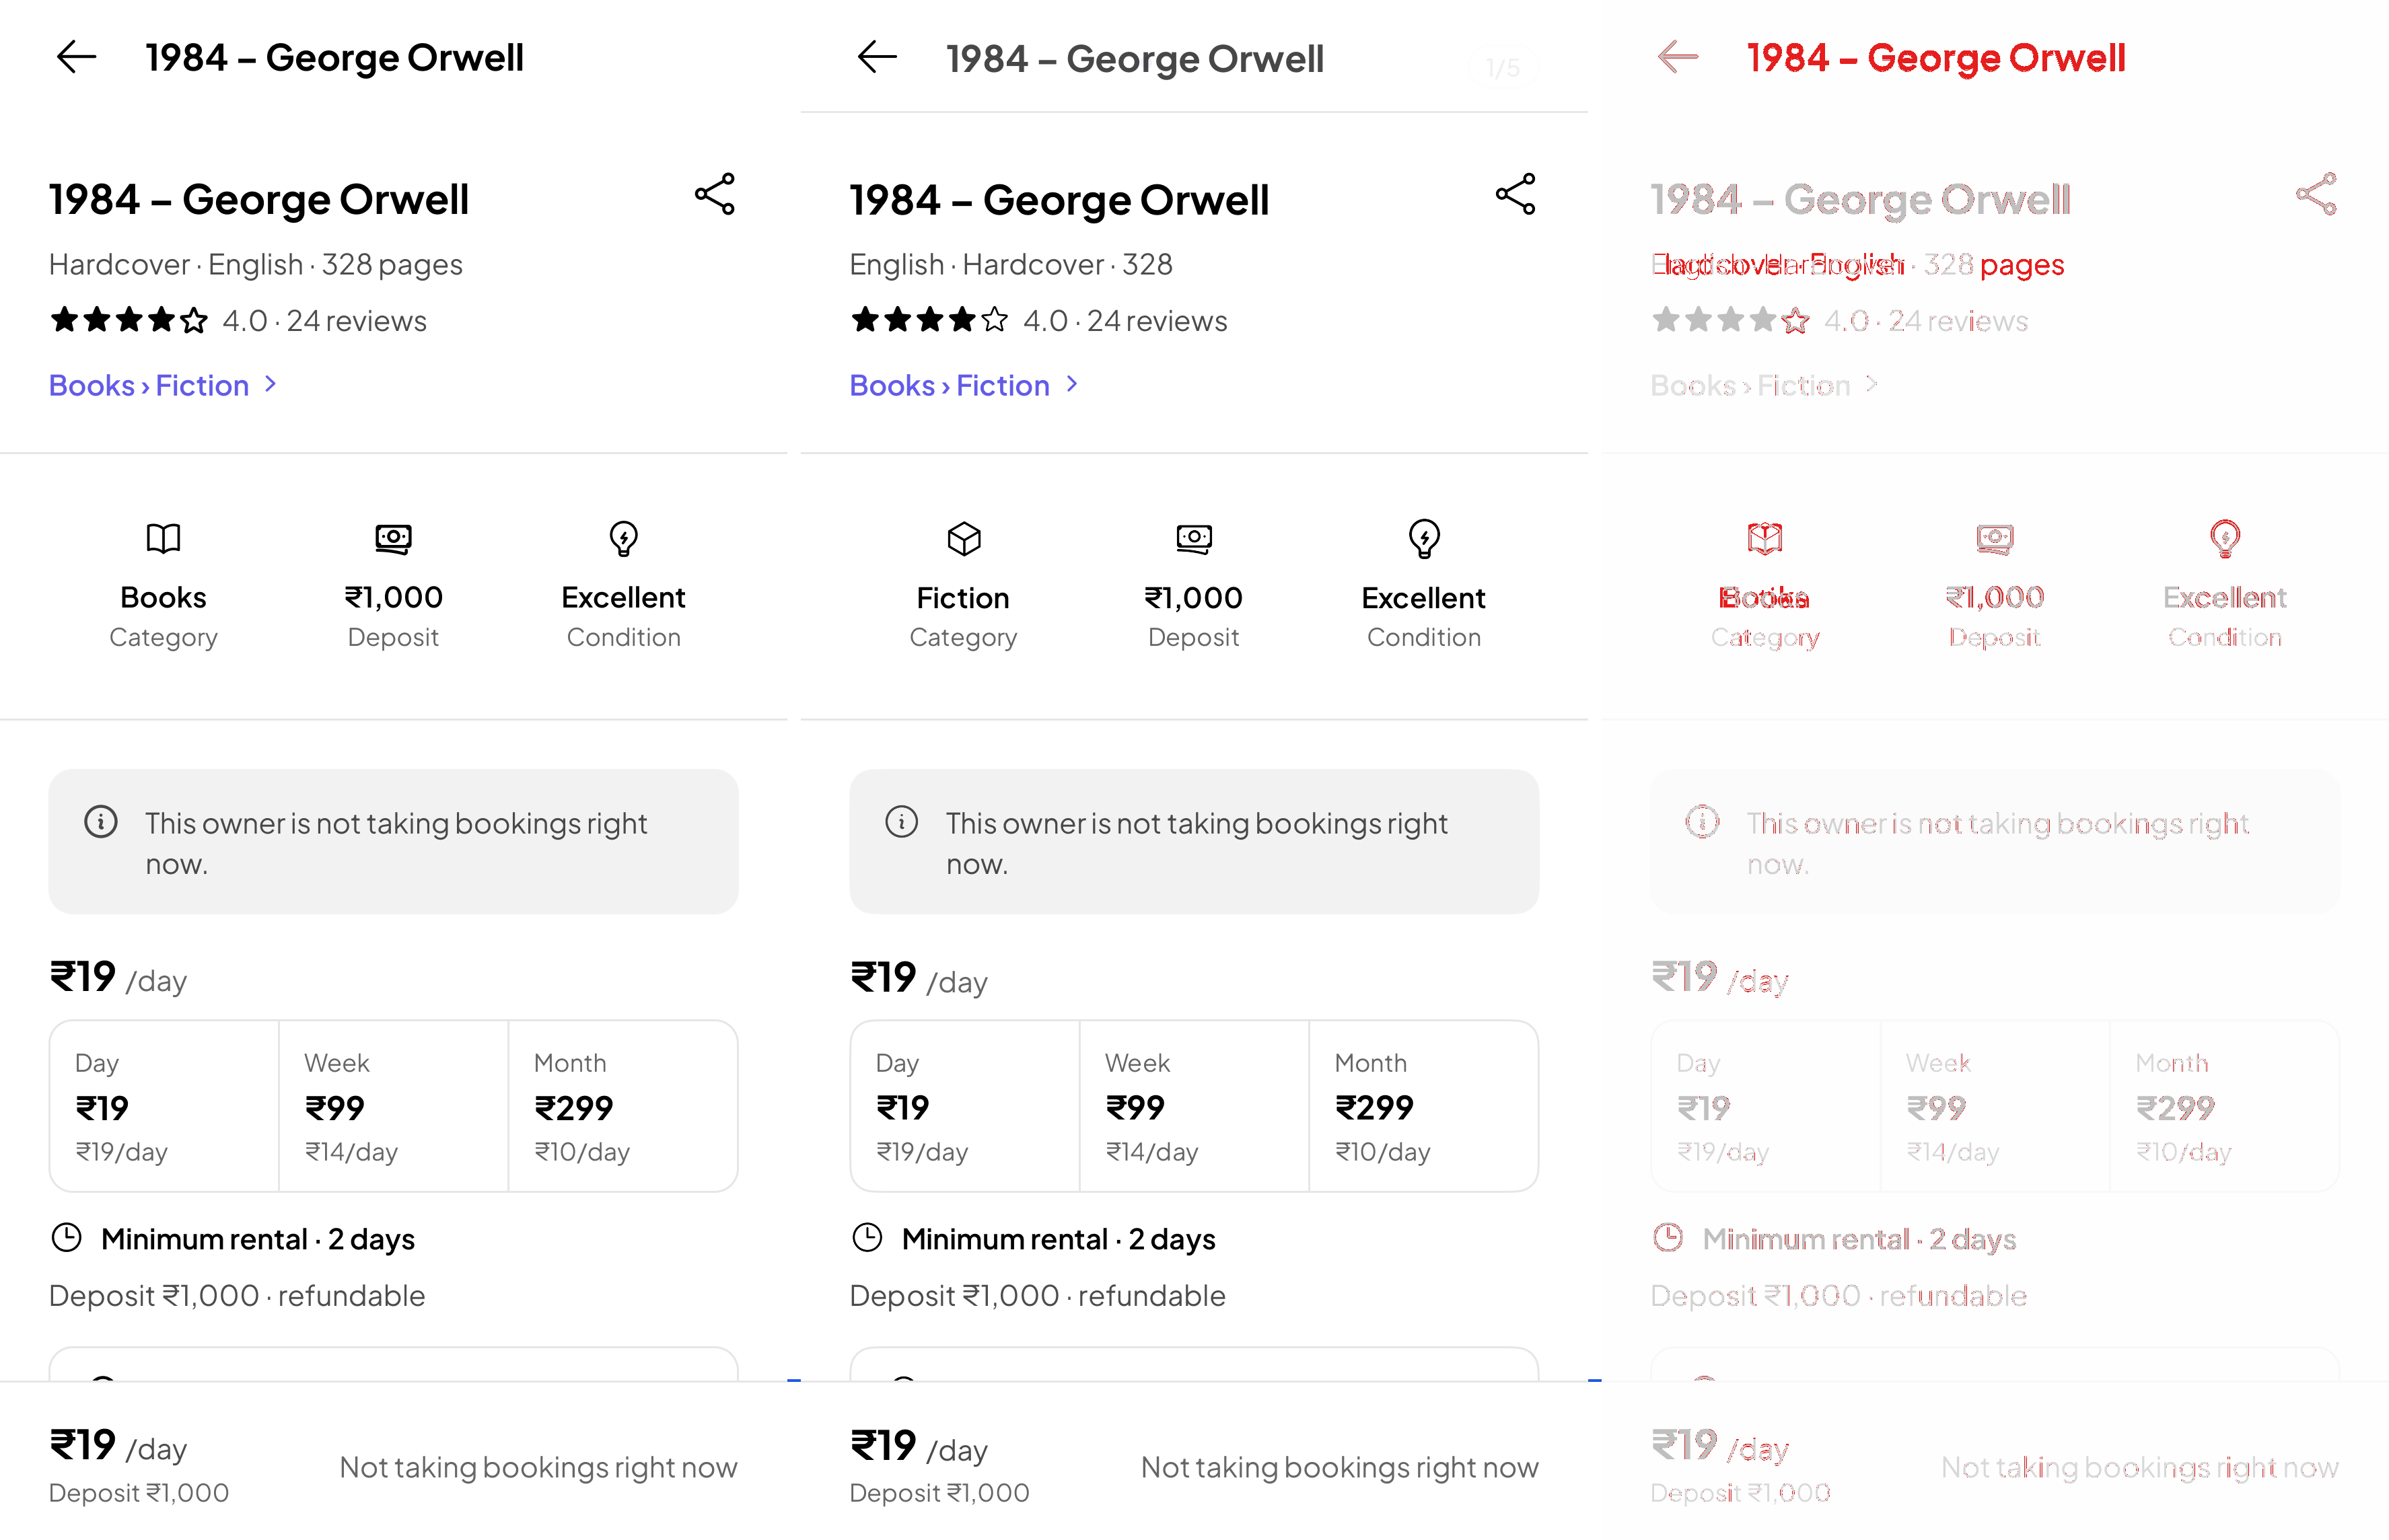 1984 – George Orwell
1984 – George Orwell
Hardcover · English · 328 pages
4.0 · 24 reviews
Books › Fiction
Books
Category
₹1,000
Deposit
Excellent
Condition
This owner is not taking bookings right
now.
₹19 /day
Day
₹19
₹19/day
Week
₹99
₹14/day
Month
₹299
₹10/day
Minimum rental · 2 days
Deposit ₹1,000 · refundable
₹19 /day
Deposit ₹1,000
Not taking bookings right now
1984 – George Orwell
1/5
1984 – George Orwell
English · Hardcover · 328
4.0 · 24 reviews
Books › Fiction
Fiction
Category
₹1,000
Deposit
Excellent
Condition
This owner is not taking bookings right
now.
₹19 /day
Day
₹19
₹19/day
Week
₹99
₹14/day
Month
₹299
₹10/day
Minimum rental · 2 days
Deposit ₹1,000 · refundable
₹19 /day
Deposit ₹1,000
Not taking bookings right now
1984 – George Orwell
1984 – George Orwell
· 328 pages
4.0 · 24 reviews
Books › Fiction
Category
₹1,000
Deposit
Excellent
Condition
This owner is not taking bookings right
now.
₹19 /day
Day
₹19
₹19/day
Week
₹99
₹14/day
Month
₹299
₹10/day
Minimum rental · 2 days
Deposit ₹1,000 · refundable
₹19 /day
Deposit ₹1,000
Not taking bookings right now